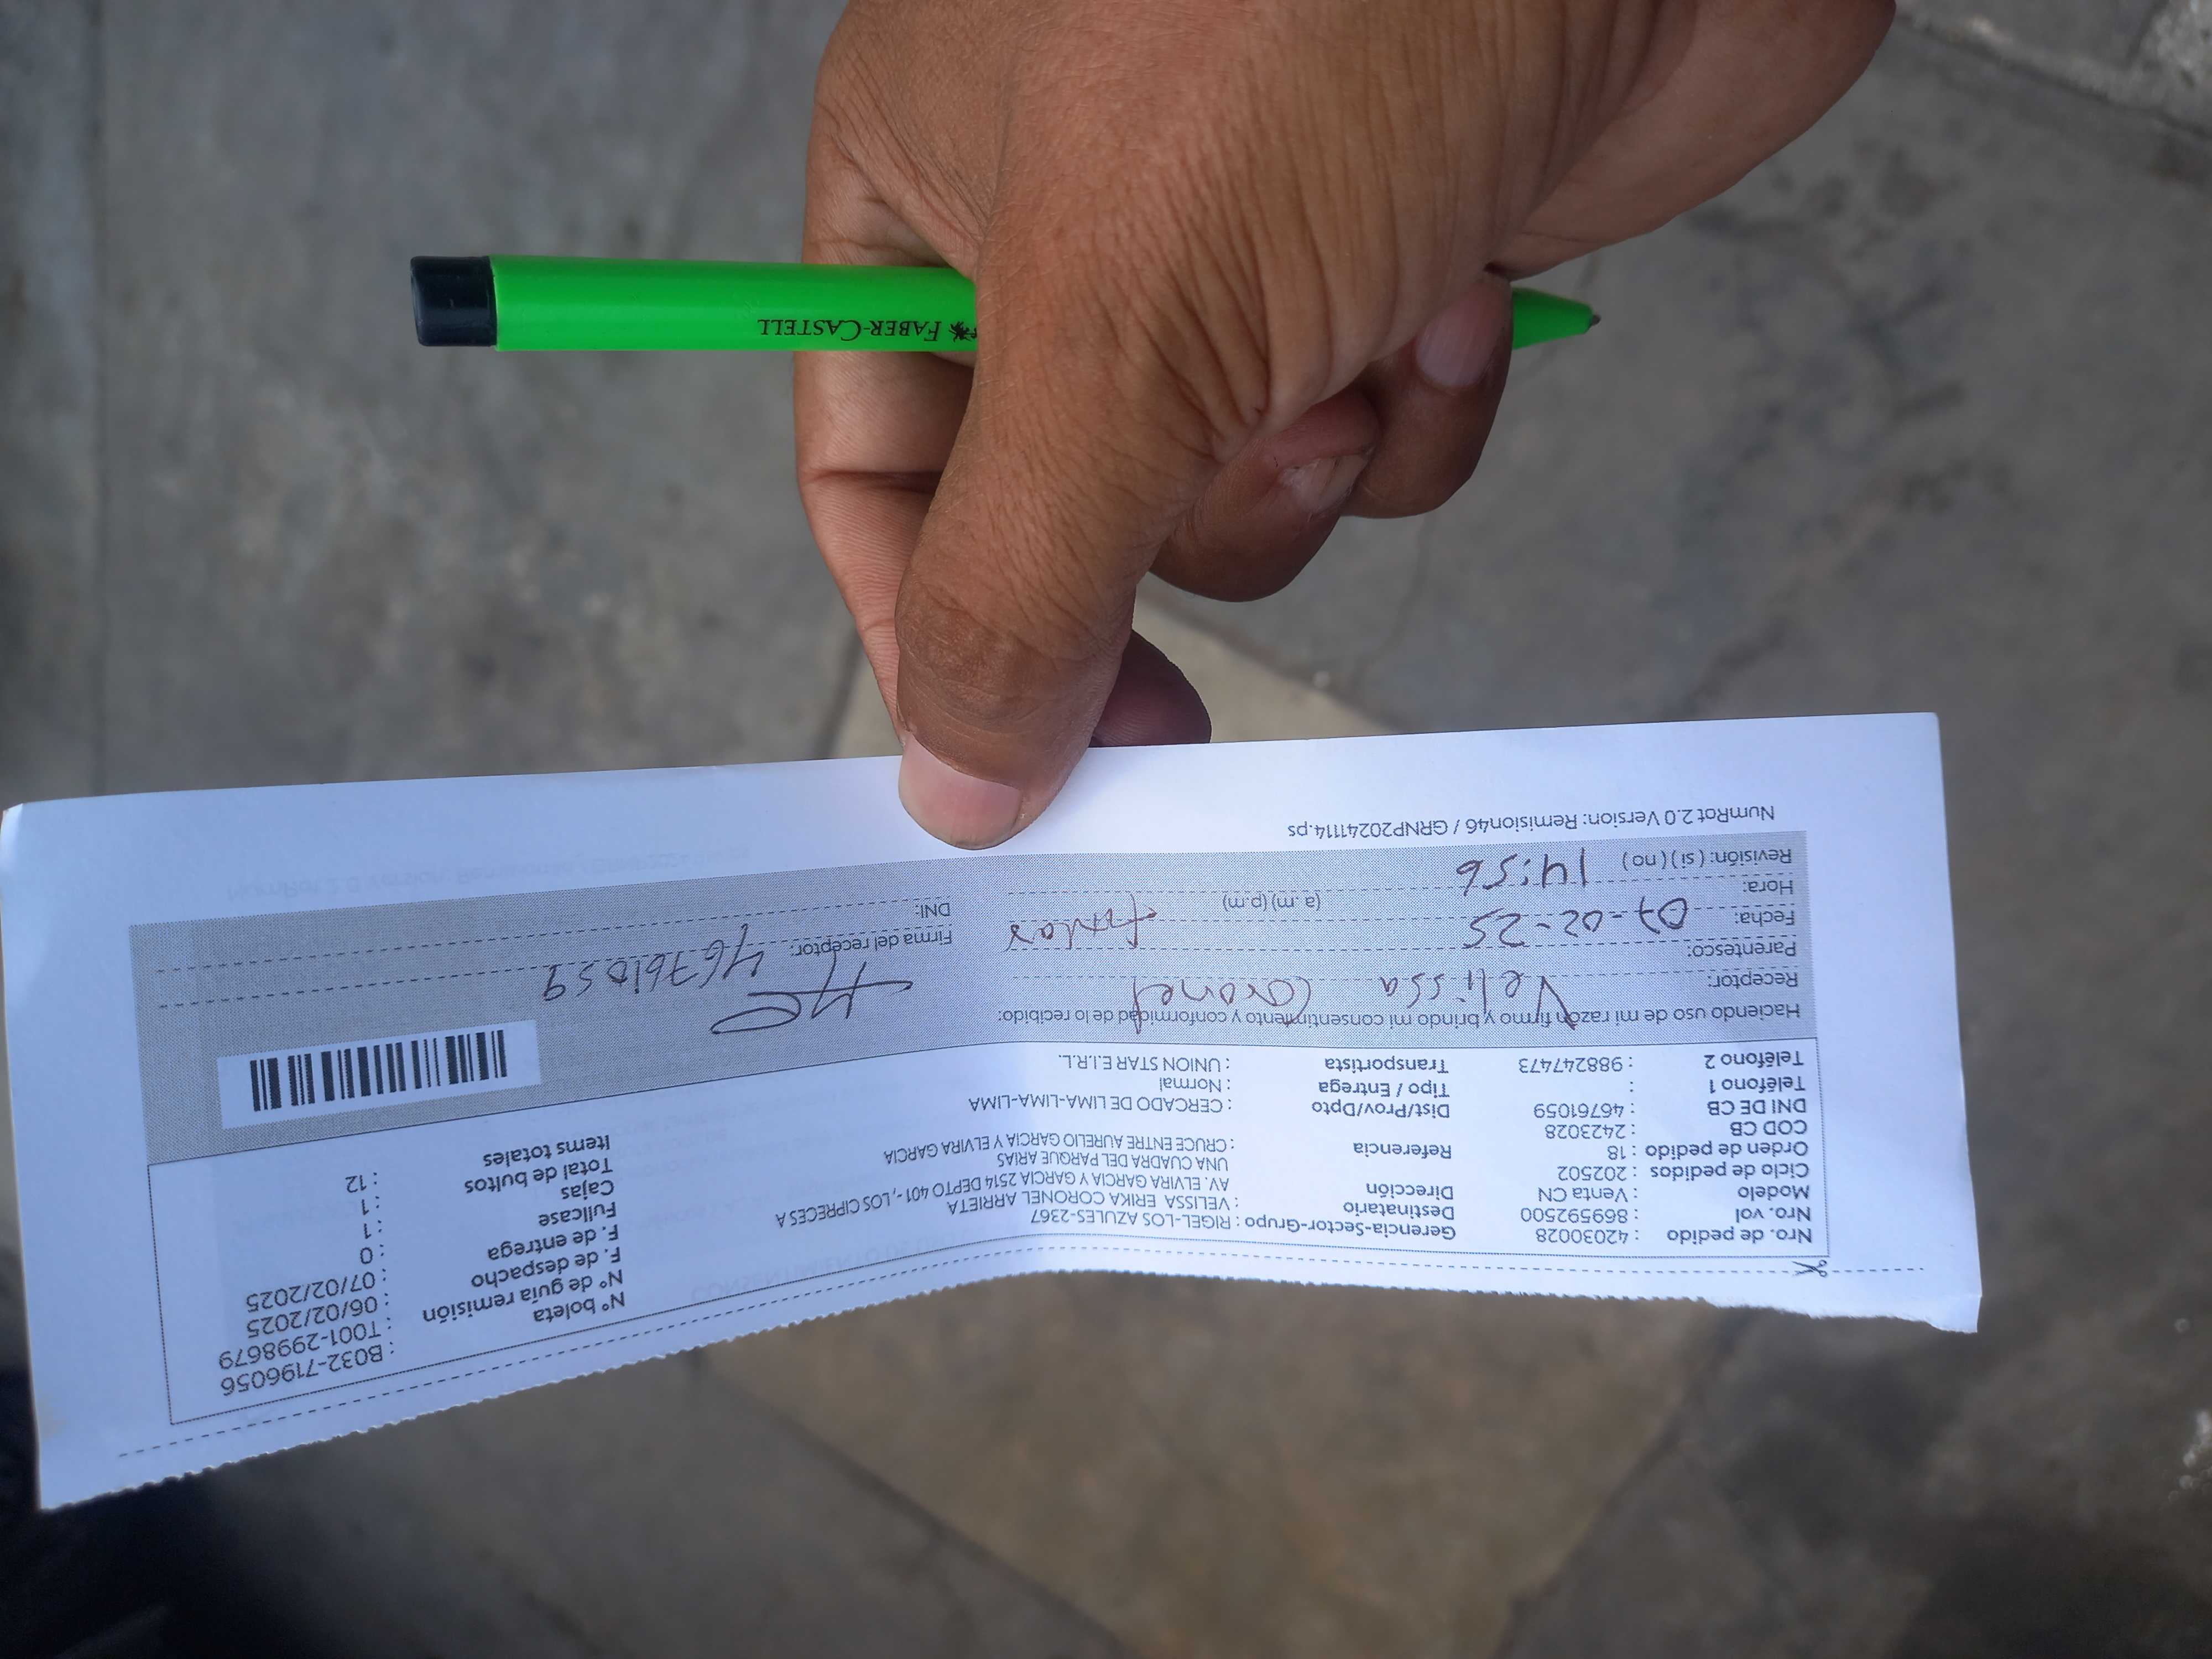 FABER-CASTELL
Nro. de pedido : 42030028
Nro. vol : 869592500
Modelo : Venta CN
Ciclo de pedidos : 202502
Orden de pedido : 18
COD CB : 2423028
DNI DE CB : 46761059
Teléfono 1 :
Teléfono 2 : 988247473
Gerencia-Sector-Grupo : RIGEL-LOS AZULES-2367
Destinatario : VELISSA ERIKA CORONEL ARRIETA
Dirección AV. ELVIRA GARCIA Y GARCIA 2514 DEPTO 401 -, LOS CIPRECES A
UNA CUADRA DEL PARQUE ARIAS
Referencia : CRUCE ENTRE AURELIO GARCIA Y ELVIRA GARCIA
Dist/Prov/Dpto : CERCADO DE LIMA-LIMA-LIMA
Tipo / Entrega : Normal
Transportista : UNION STAR E.I.R.L.
N° boleta : B032-7196056
N° de guía remisión : T001-2998679
F. de despacho : 06/02/2025
F. de entrega : 07/02/2025
Fullcase : 0
Cajas : 1
Total de bultos : 1
Items totales : 12
Haciendo uso de mi razón firmo y brindo mi consentimiento y conformidad de lo recibido:
Receptor: Velissa Coronel
Parentesco:
Fecha: 07-02-25 titular
Hora: 14:56 (a.m) (p.m)
Revisión: (si) (no)
Firma del receptor:
DNI: 46761059
NumRot 2.0 Version: Remision46 / GRNP20241114.ps